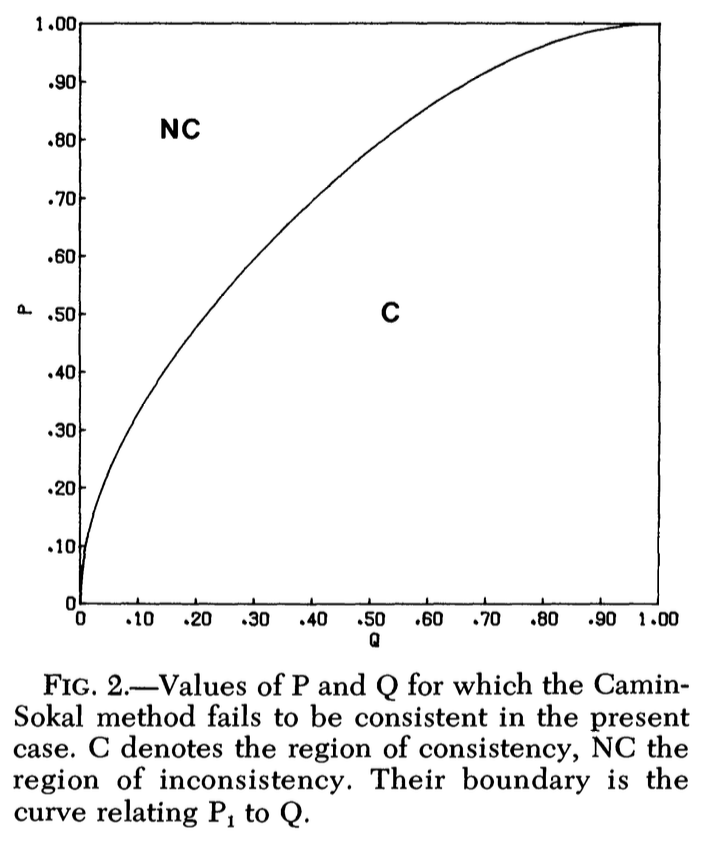 1.00
.90
NC
.80
.70
.60
P
.50
C
.40
.30
.20
.10
0
0 .10 .20 .30 .40 .50 .60 .70 .80 .90 1.00
Q
FIG. 2.—Values of P and Q for which the Camin-
Sokal method fails to be consistent in the present
case. C denotes the region of consistency, NC the
region of inconsistency. Their boundary is the
curve relating P₁ to Q.